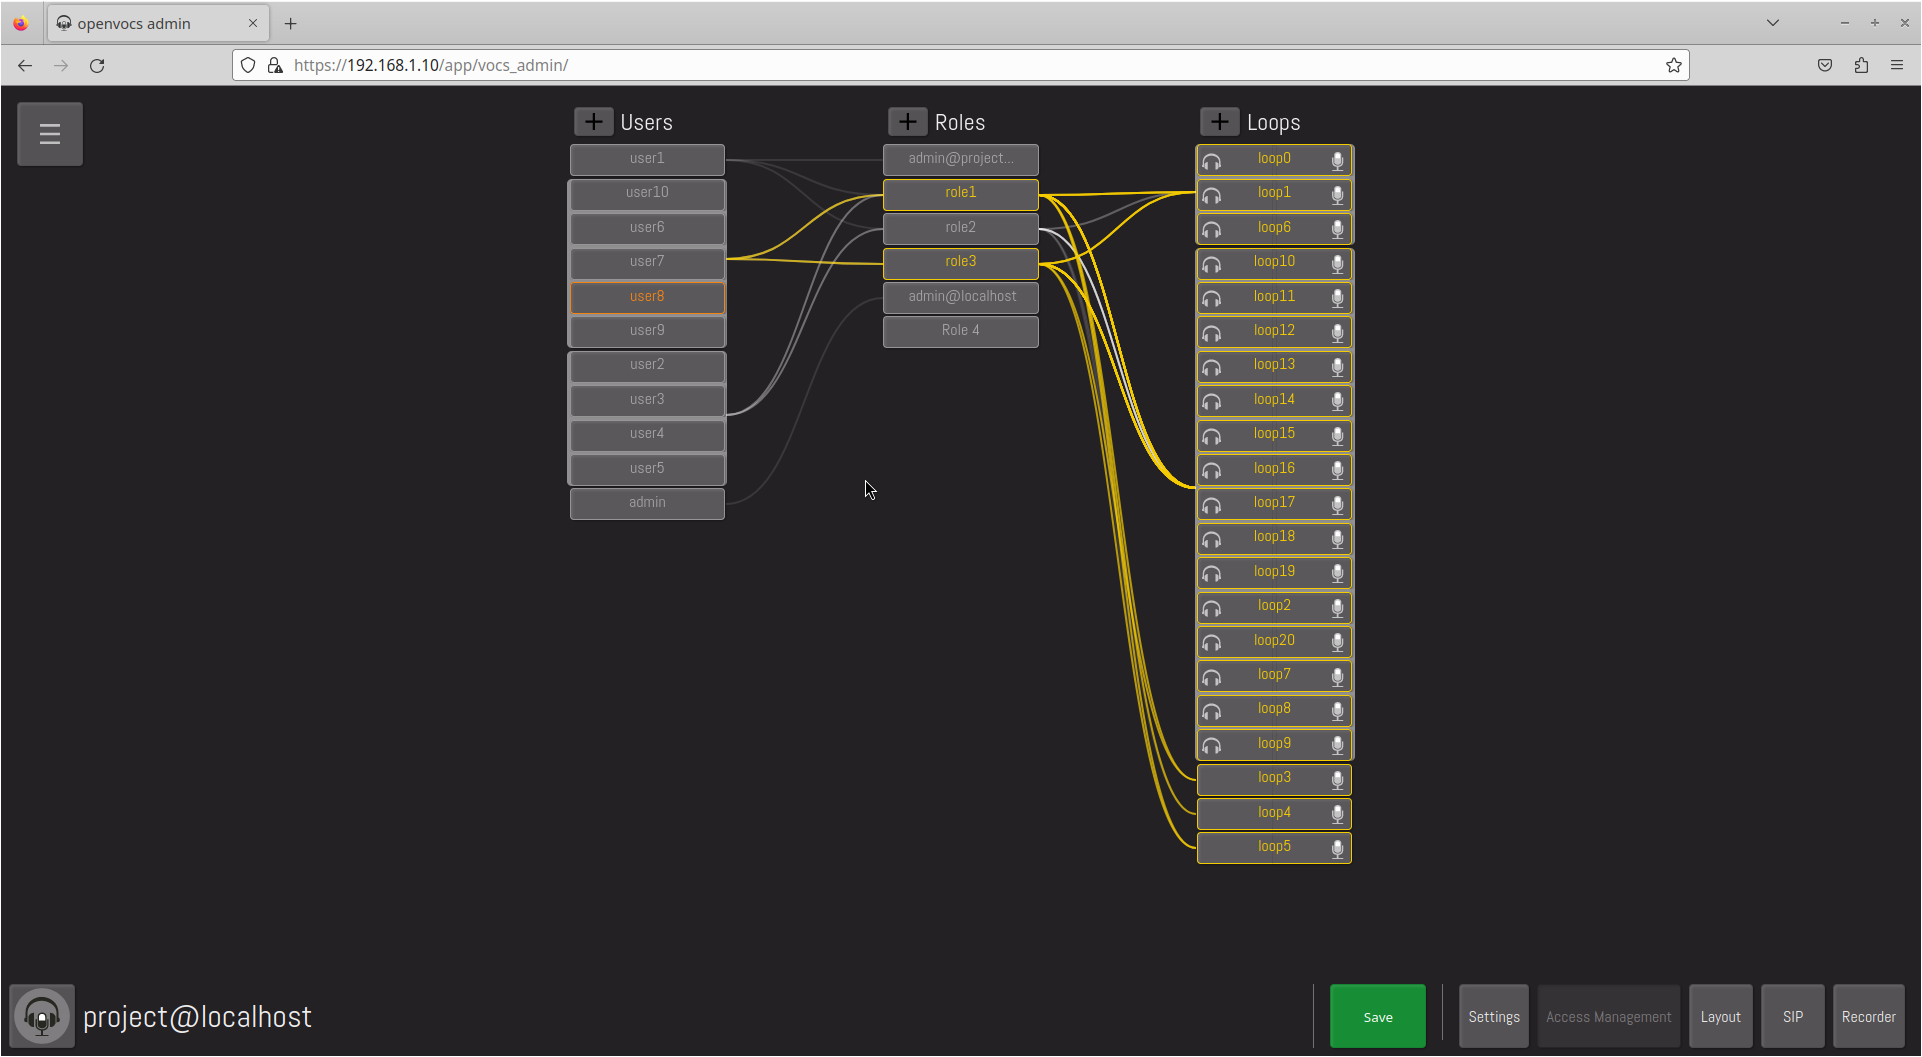 openvocs admin
https://192.168.1.10/app/vocs_admin/
Users
user1
user10
user6
user7
user8
user9
user2
user3
user4
user5
admin
Roles
admin@project...
role1
role2
role3
admin@localhost
Role 4
Loops
loop0
loop1
loop6
loop10
loop11
loop12
loop13
loop14
loop15
loop16
loop17
loop18
loop19
loop2
loop20
loop7
loop8
loop9
loop3
loop4
loop5
project@localhost
Save
Settings
Access Management
Layout
SIP
Recorder